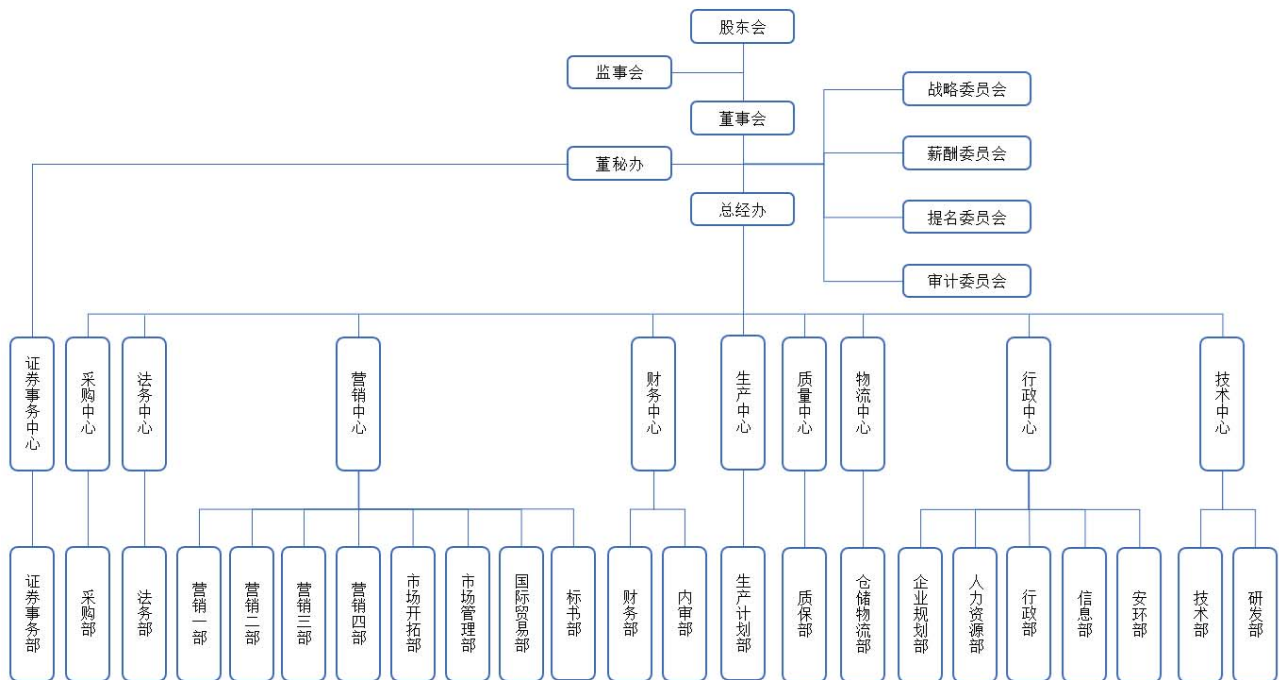 股东会
监事会
董事会
战略委员会
薪酬委员会
董秘办
总经办
提名委员会
审计委员会
证券事务中心
采购中心
法务中心
营销中心
财务中心
生产中心
质量中心
物流中心
行政中心
技术中心
证券事务部
采购部
法务部
营销一部
营销二部
营销三部
营销四部
市场开拓部
市场管理部
国际贸易部
标书部
财务部
内审部
生产计划部
质保部
仓储物流部
企业规划部
人力资源部
行政部
信息部
安环部
技术部
研发部